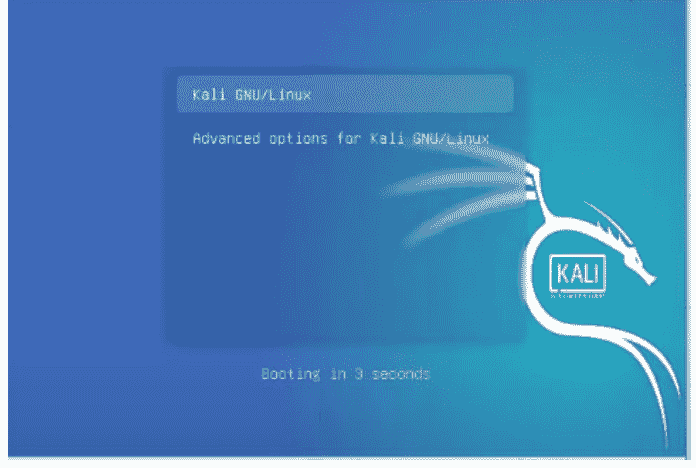 Kali GNU/Linux
Advanced options for Kali GNU/Linux
KALI
Booting in 3 seconds